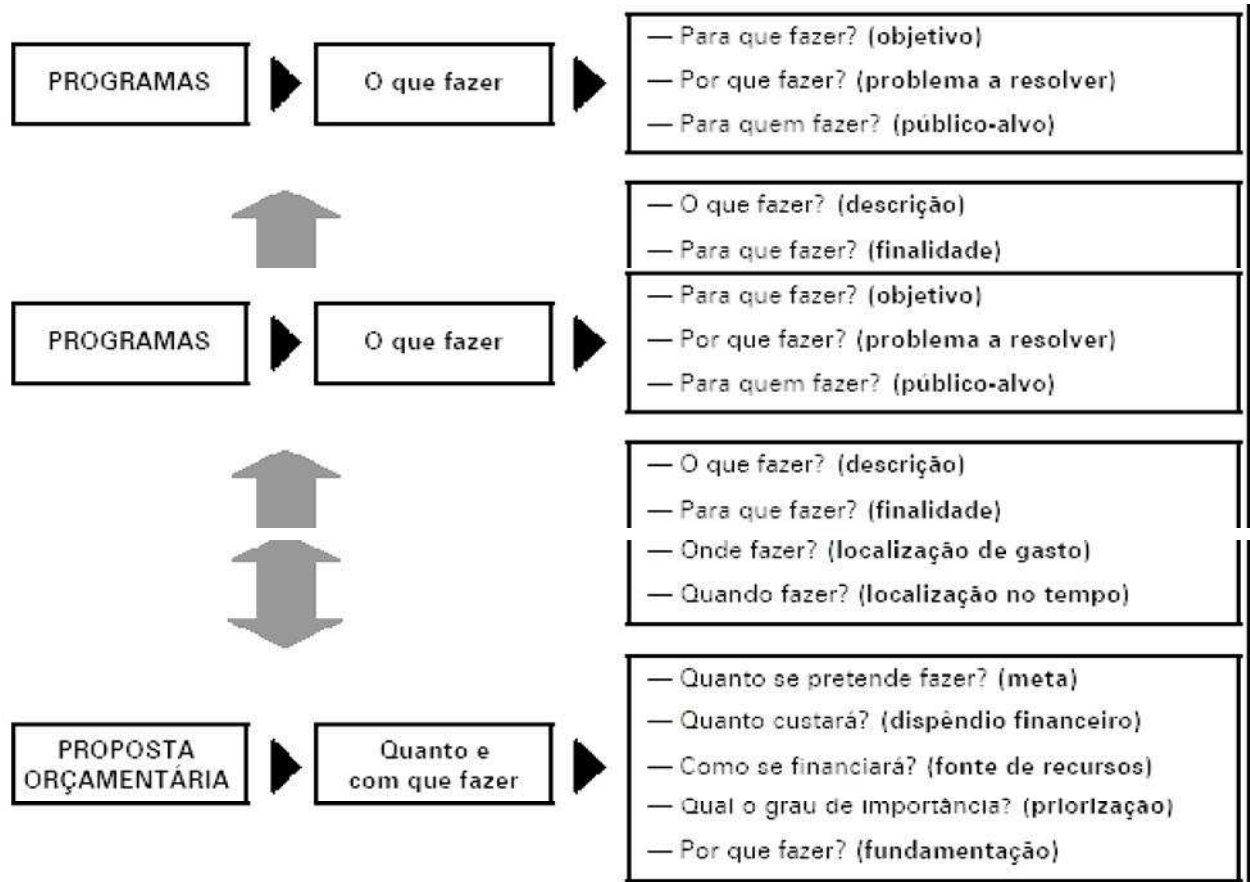 PROGRAMAS
O que fazer
— Para que fazer? (objetivo)
— Por que fazer? (problema a resolver)
— Para quem fazer? (público-alvo)
— O que fazer? (descrição)
— Para que fazer? (finalidade)
PROGRAMAS
O que fazer
— Para que fazer? (objetivo)
— Por que fazer? (problema a resolver)
— Para quem fazer? (público-alvo)
— O que fazer? (descrição)
— Para que fazer? (finalidade)
— Onde fazer? (localização de gasto)
— Quando fazer? (localização no tempo)
PROPOSTA
ORÇAMENTÁRIA
Quanto e
com que fazer
— Quanto se pretende fazer? (meta)
— Quanto custará? (dispêndio financeiro)
— Como se financiará? (fonte de recursos)
— Qual o grau de importância? (priorização)
— Por que fazer? (fundamentação)